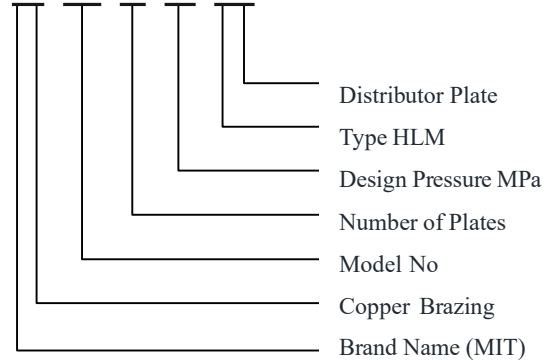 Distributor Plate
Type HLM
Design Pressure MPa
Number of Plates
Model No
Copper Brazing
Brand Name (MIT)